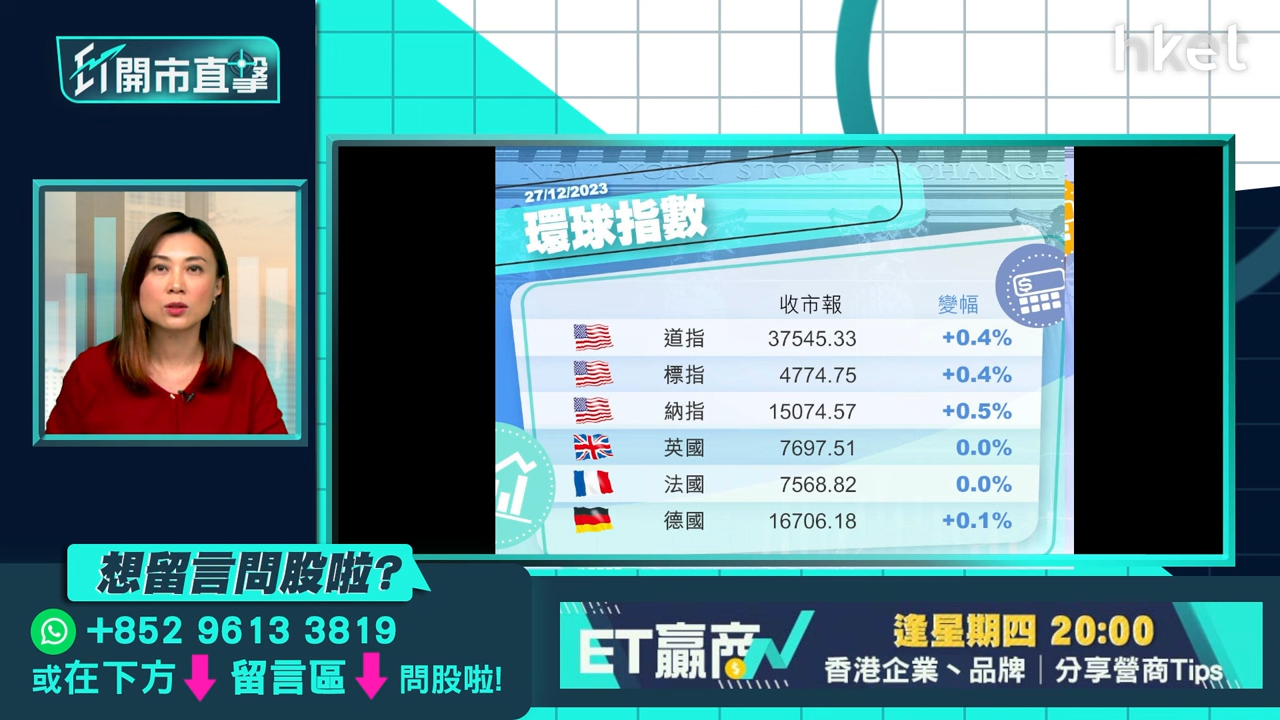 ET開市直擊
hket
NEW YORK STOCK EXCHANGE
27/12/2023
環球指數
收市報 變幅
道指 37545.33 +0.4%
標指 4774.75 +0.4%
納指 15074.57 +0.5%
英國 7697.51 0.0%
法國 7568.82 0.0%
德國 16706.18 +0.1%
想留言問股啦?
+852 9613 3819
或在下方 留言區 問股啦!
ET贏商
逢星期四 20:00
香港企業、品牌｜分享營商Tips